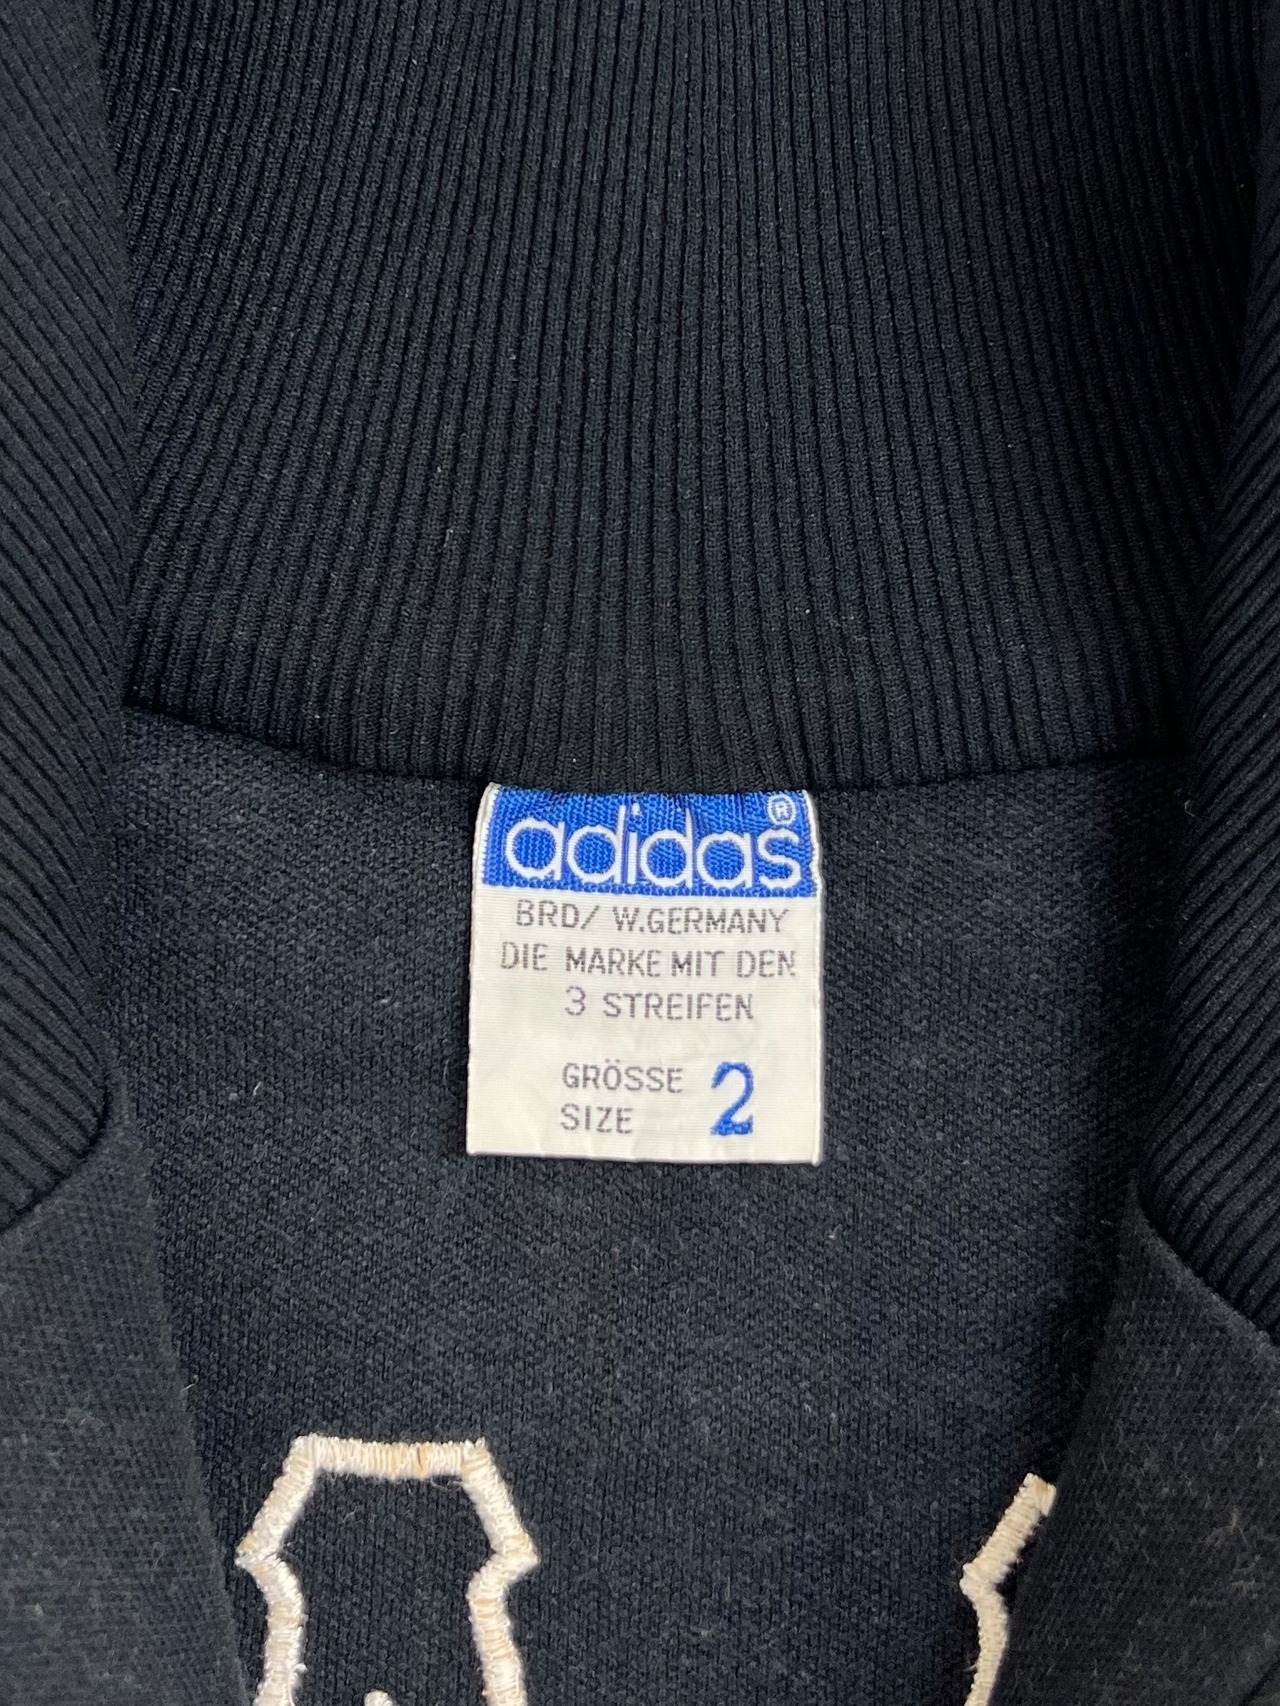 adidas®
BRD/ W.GERMANY
DIE MARKE MIT DEN
3 STREIFEN
GRÖSSE 2
SIZE